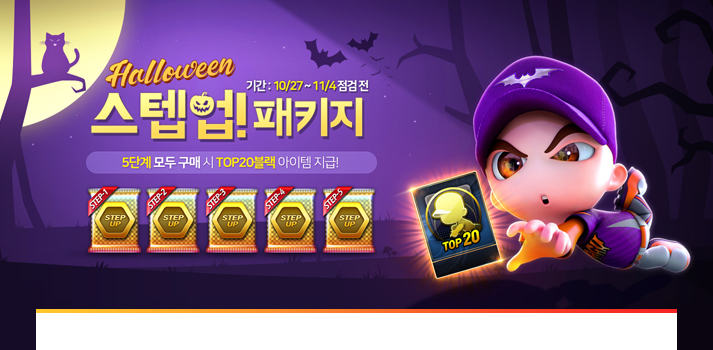 Halloween
기간 : 10/27 ~ 11/4 점검 전
스텝업! 패키지
5단계 모두 구매 시 TOP20블랙 아이템 지급!
STEP-1 STEP-2 STEP-3 STEP-4 STEP-5
STEP UP STEP UP STEP UP STEP UP STEP UP
TOP 20